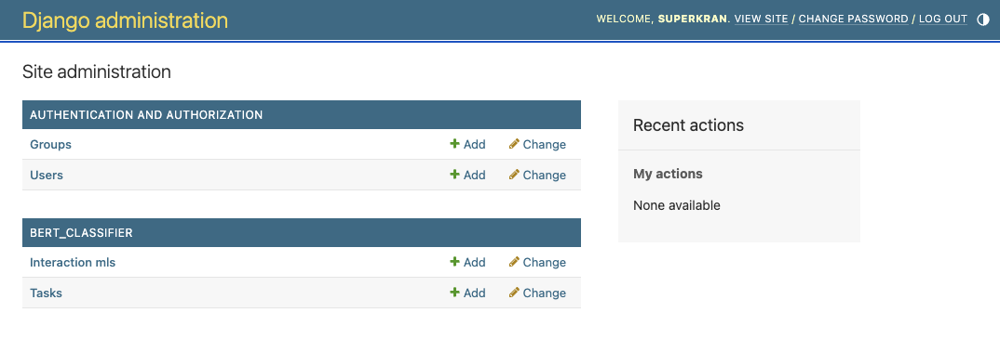 Django administration
WELCOME, SUPERKRAN. VIEW SITE / CHANGE PASSWORD / LOG OUT
Site administration
AUTHENTICATION AND AUTHORIZATION
Groups Add Change
Users Add Change
BERT_CLASSIFIER
Interaction mls Add Change
Tasks Add Change
Recent actions
My actions
None available